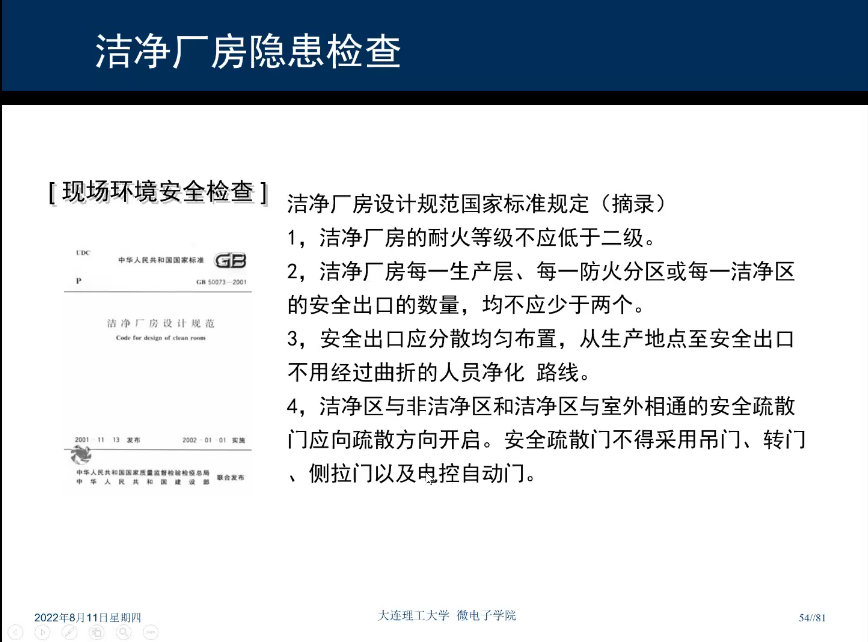 洁净厂房隐患检查
[ 现场环境安全检查 ]
洁净厂房设计规范国家标准规定（摘录）
1，洁净厂房的耐火等级不应低于二级。
2，洁净厂房每一生产层、每一防火分区或每一洁净区
的安全出口的数量，均不应少于两个。
3，安全出口应分散均匀布置，从生产地点至安全出口
不用经过曲折的人员净化 路线。
4，洁净区与非洁净区和洁净区与室外相通的安全疏散
门应向疏散方向开启。安全疏散门不得采用吊门、转门
、侧拉门以及电控自动门。
UDC
中华人民共和国国家标准 GB
P
GB 50073－2001
洁净厂房设计规范
Code for design of clean room
2001－11－13 发布 2002－01－01 实施
中华人民共和国国家质量监督检验检疫总局
中华人民共和国建设部
联合发布
2022年8月11日星期四
大连理工大学 微电子学院
54//81